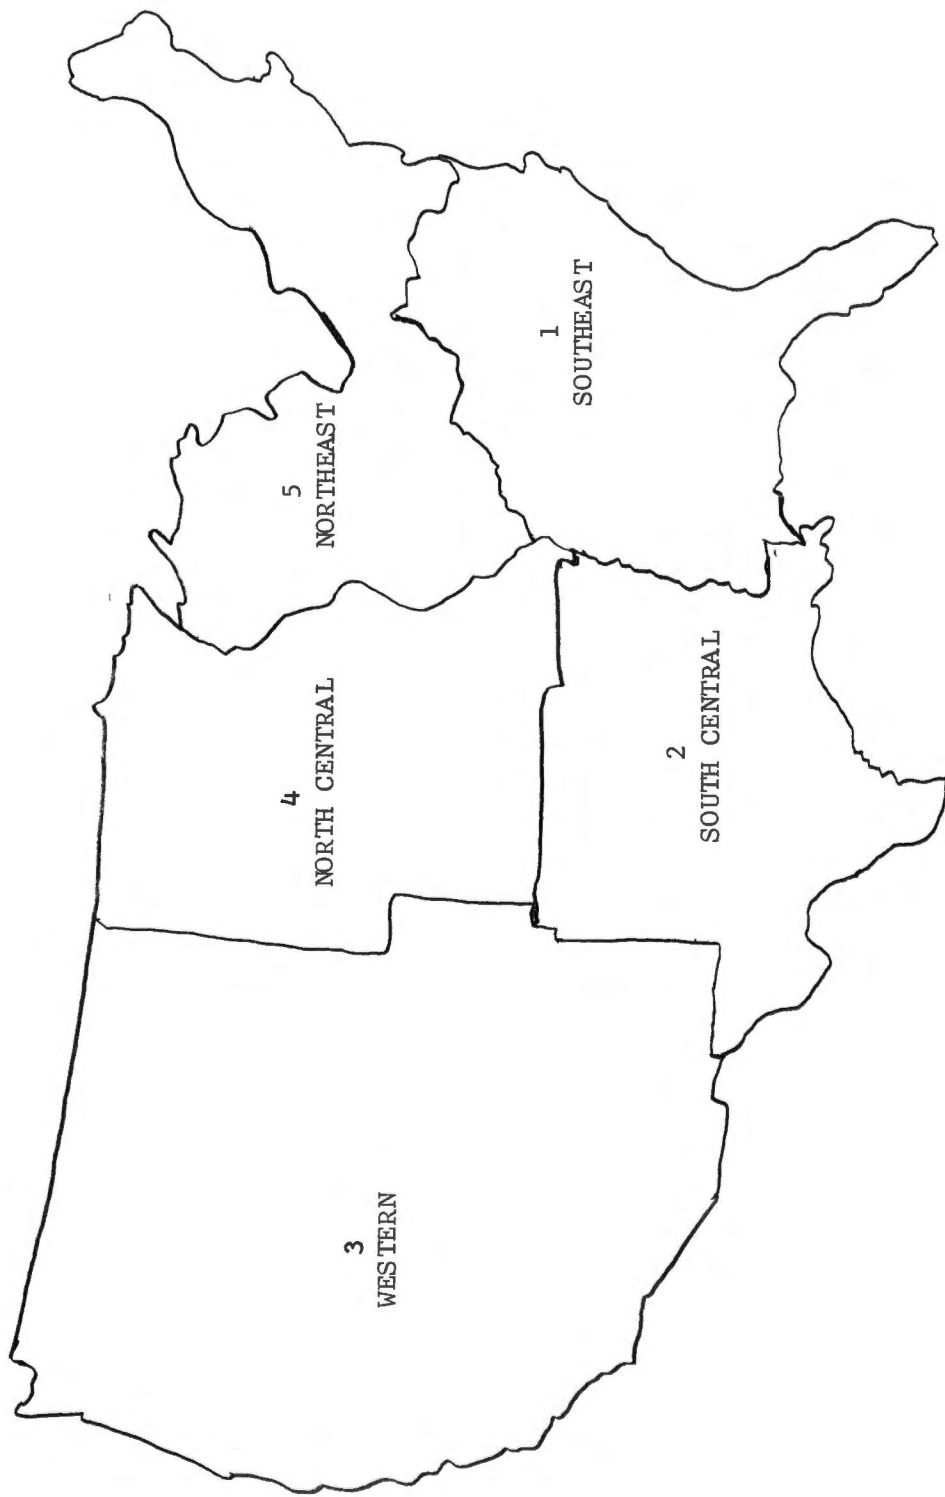 3
WESTERN
4
NORTH CENTRAL
5
NORTHEAST
2
SOUTH CENTRAL
1
SOUTHEAST